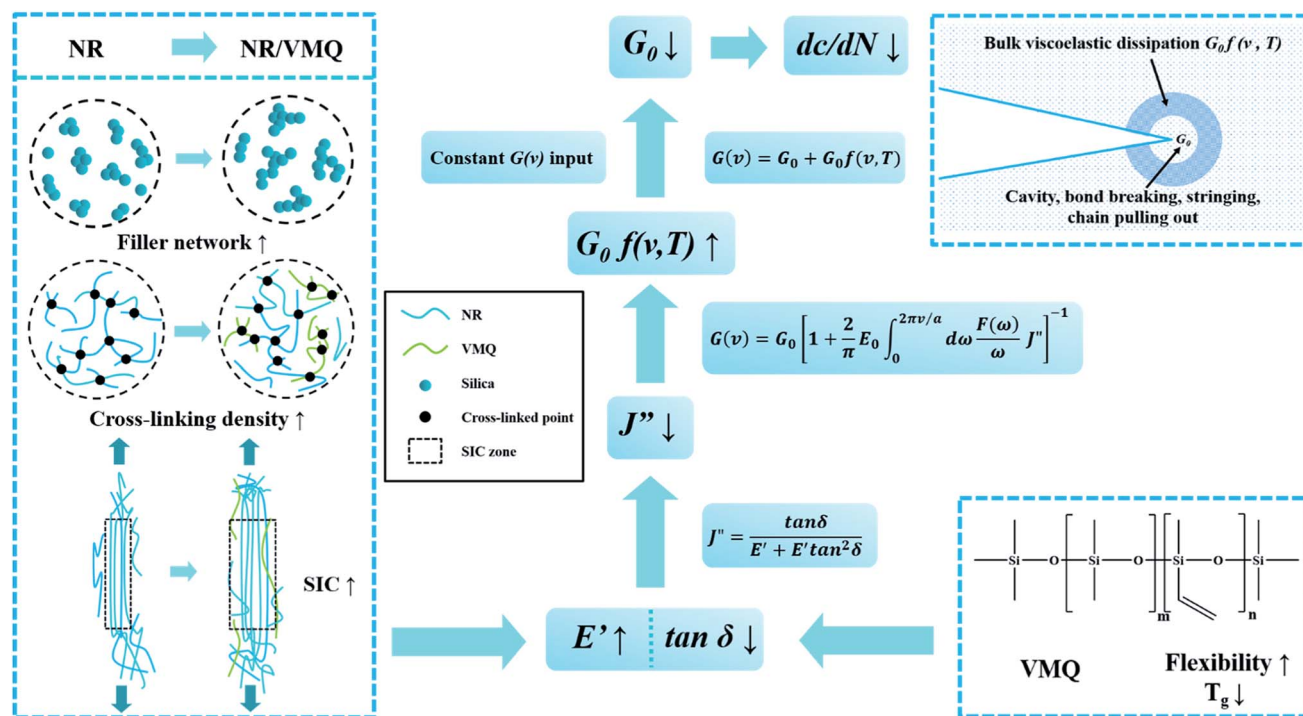 NR
NR/VMQ
Filler network ↑
Cross-linking density ↑
SIC ↑
NR
VMQ
Silica
Cross-linked point
SIC zone
G₀ ↓
dc/dN ↓
Constant G(v) input
G(v) = G₀ + G₀f(v, T)
G₀ f(v,T) ↑
G(v) = G₀ [1 + 2/π E₀ ∫₀^{2πv/a} dω F(ω)/ω J"]⁻¹
J” ↓
J" = tanδ / E' + E'tan²δ
E’ ↑
tan δ ↓
Bulk viscoelastic dissipation G₀f(v, T)
G₀
Cavity, bond breaking, stringing,
chain pulling out
Si O Si O Si O Si
m n
VMQ
Flexibility ↑
T_g ↓